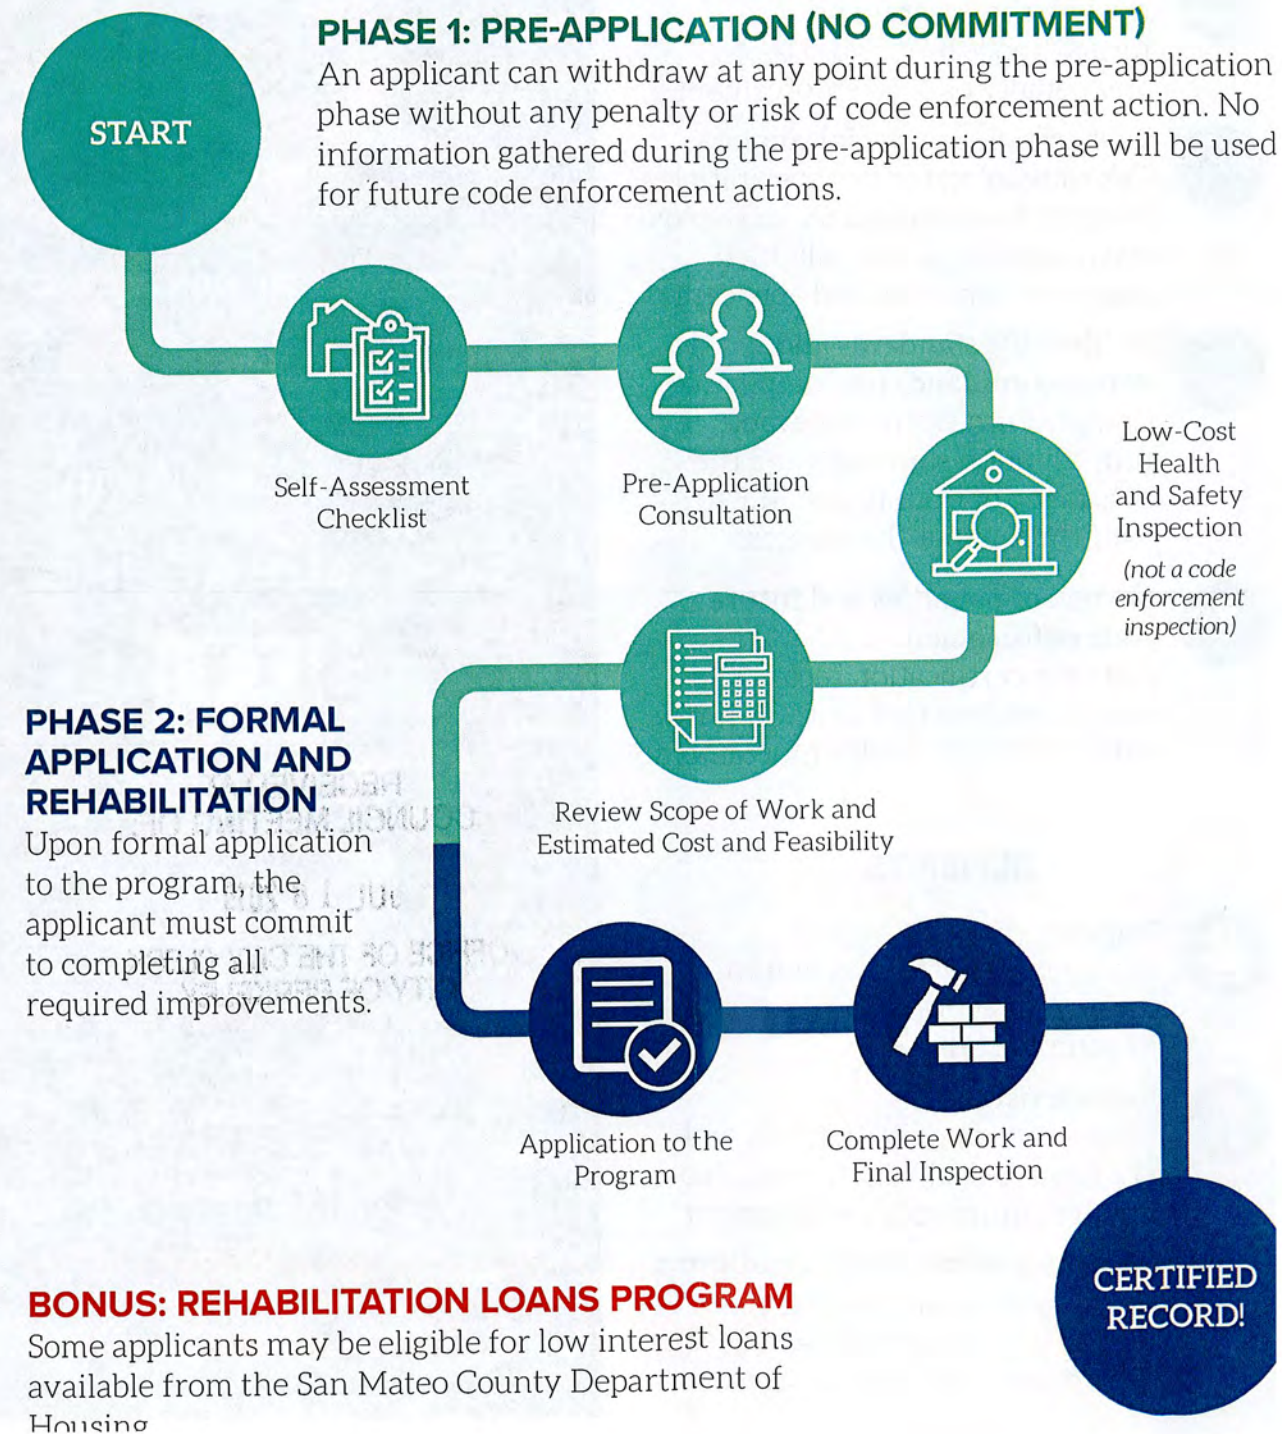 START
PHASE 1: PRE-APPLICATION (NO COMMITMENT)
An applicant can withdraw at any point during the pre-application
phase without any penalty or risk of code enforcement action. No
information gathered during the pre-application phase will be used
for future code enforcement actions.
Self-Assessment
Checklist
Pre-Application
Consultation
Low-Cost
Health
and Safety
Inspection
(not a code
enforcement
inspection)
Review Scope of Work and
Estimated Cost and Feasibility
PHASE 2: FORMAL
APPLICATION AND
REHABILITATION
Upon formal application
to the program, the
applicant must commit
to completing all
required improvements.
Application to the
Program
Complete Work and
Final Inspection
CERTIFIED
RECORD!
BONUS: REHABILITATION LOANS PROGRAM
Some applicants may be eligible for low interest loans
available from the San Mateo County Department of
Housing